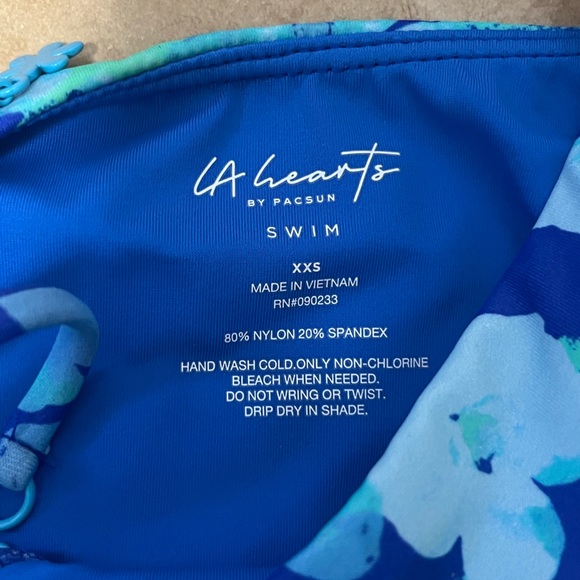 LA hearts
BY PACSUN
SWIM
XXS
MADE IN VIETNAM
RN#090233
80% NYLON 20% SPANDEX
HAND WASH COLD.ONLY NON-CHLORINE
BLEACH WHEN NEEDED.
DO NOT WRING OR TWIST.
DRIP DRY IN SHADE.